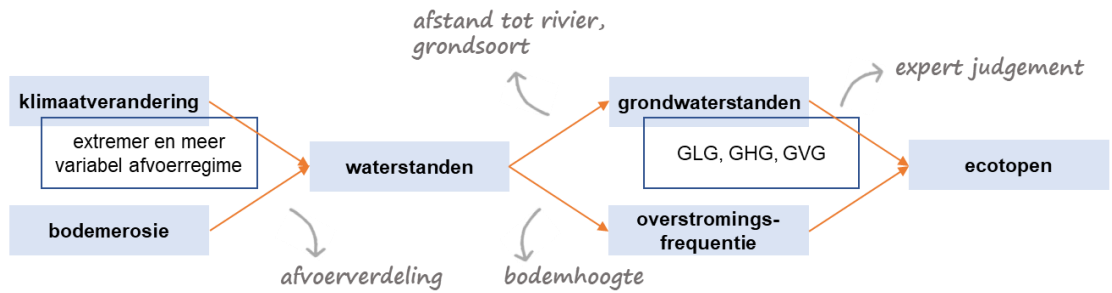 afstand tot rivier,
grondsoort
expert judgement
klimaatverandering
grondwaterstanden
extremer en meer
variabel afvoerregime
GLG, GHG, GVG
waterstanden
ecotopen
bodemerosie
overstromings-
frequentie
afvoerverdeling
bodemhoogte